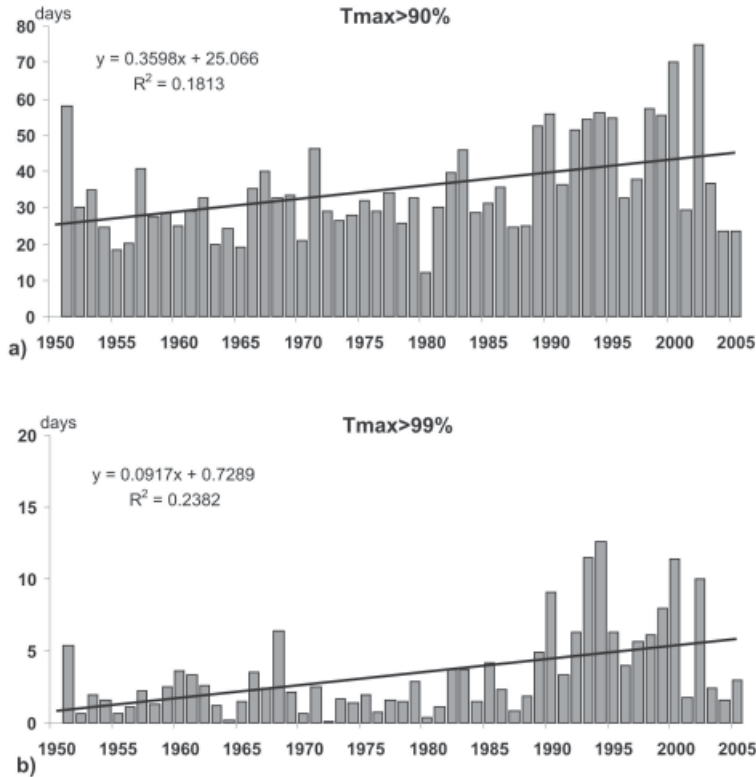 days
Tmax>90%
80
y = 0.3598x + 25.066
R² = 0.1813
70
60
50
40
30
20
10
0
1950 1955 1960 1965 1970 1975 1980 1985 1990 1995 2000 2005
a)
days
Tmax>99%
20
y = 0.0917x + 0.7289
R² = 0.2382
15
10
5
0
1950 1955 1960 1965 1970 1975 1980 1985 1990 1995 2000 2005
b)